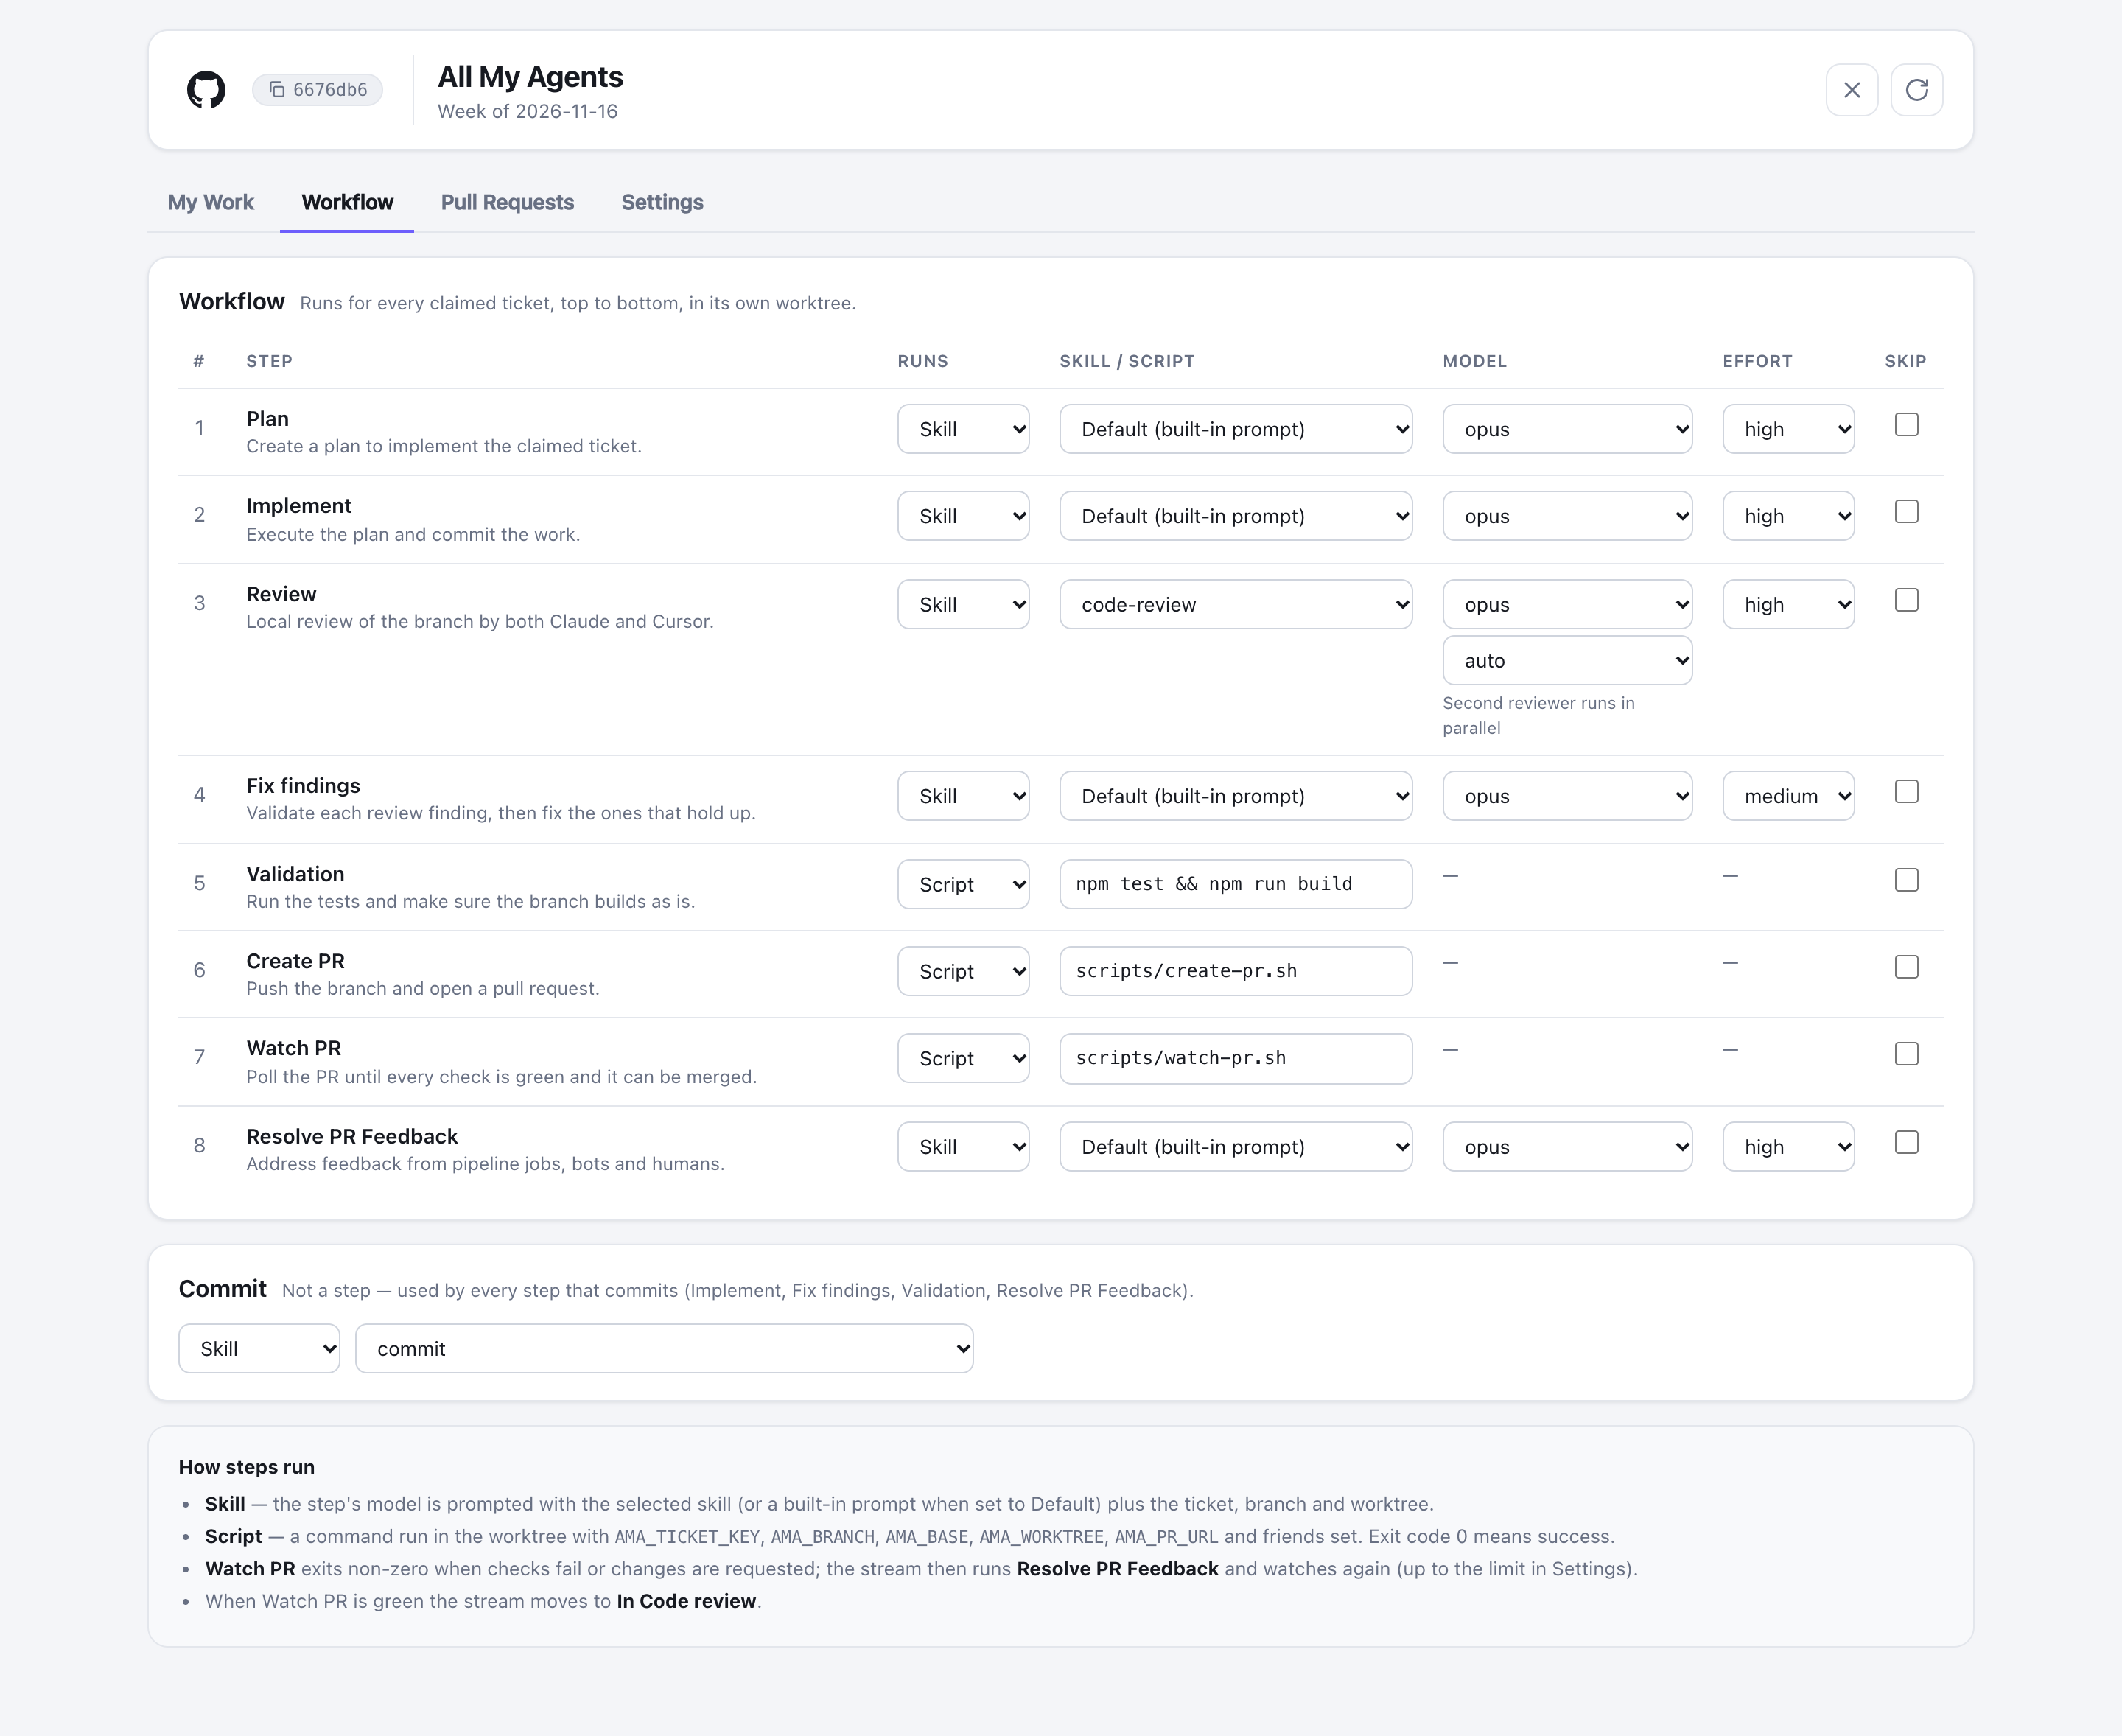 6676db6
All My Agents
Week of 2026-11-16
My Work Workflow Pull Requests Settings
Workflow Runs for every claimed ticket, top to bottom, in its own worktree.
# STEP RUNS SKILL / SCRIPT MODEL EFFORT SKIP
1 Plan Skill Default (built-in prompt) opus high
Create a plan to implement the claimed ticket.
2 Implement Skill Default (built-in prompt) opus high
Execute the plan and commit the work.
3 Review Skill code-review opus high
Local review of the branch by both Claude and Cursor.
auto
Second reviewer runs in
parallel
4 Fix findings Skill Default (built-in prompt) opus medium
Validate each review finding, then fix the ones that hold up.
5 Validation Script npm test && npm run build — —
Run the tests and make sure the branch builds as is.
6 Create PR Script scripts/create-pr.sh — —
Push the branch and open a pull request.
7 Watch PR Script scripts/watch-pr.sh — —
Poll the PR until every check is green and it can be merged.
8 Resolve PR Feedback Skill Default (built-in prompt) opus high
Address feedback from pipeline jobs, bots and humans.
Commit Not a step — used by every step that commits (Implement, Fix findings, Validation, Resolve PR Feedback).
Skill commit
How steps run
• Skill — the step's model is prompted with the selected skill (or a built-in prompt when set to Default) plus the ticket, branch and worktree.
• Script — a command run in the worktree with AMA_TICKET_KEY, AMA_BRANCH, AMA_BASE, AMA_WORKTREE, AMA_PR_URL and friends set. Exit code 0 means success.
• Watch PR exits non-zero when checks fail or changes are requested; the stream then runs Resolve PR Feedback and watches again (up to the limit in Settings).
• When Watch PR is green the stream moves to In Code review.